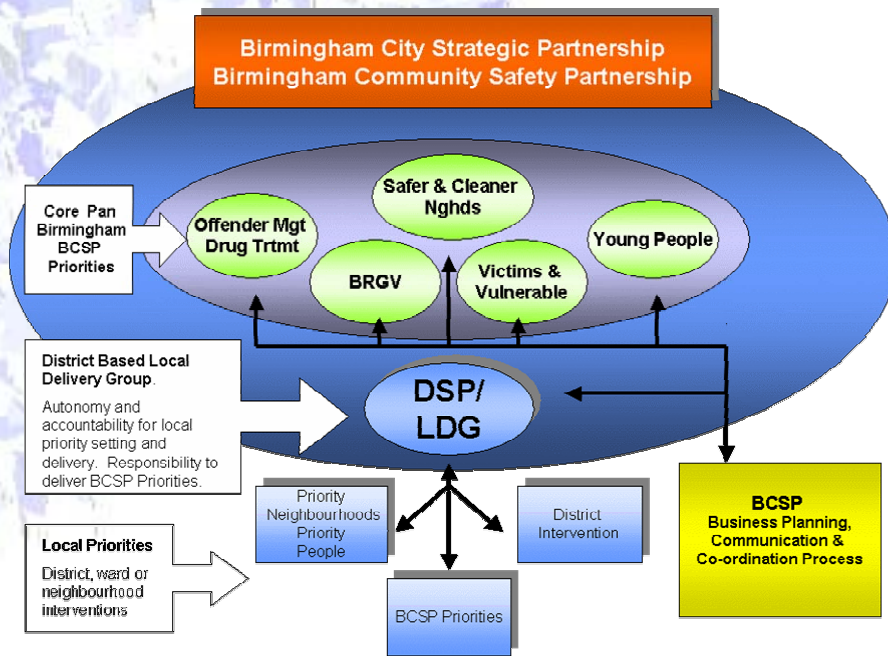 Birmingham City Strategic Partnership
Birmingham Community Safety Partnership
Core Pan
Birmingham
BCSP
Priorities
Offender Mgt
Drug Trtmt
Safer & Cleaner
Nghds
Young People
BRGV
Victims &
Vulnerable
District Based Local
Delivery Group.
Autonomy and
accountability for local
priority setting and
delivery. Responsibility to
deliver BCSP Priorities.
DSP/
LDG
Priority
Neighbourhoods
Priority
People
District
Intervention
BCSP
Business Planning,
Communication &
Co-ordination Process
Local Priorities
District, ward or
neighbourhood
interventions
BCSP Priorities